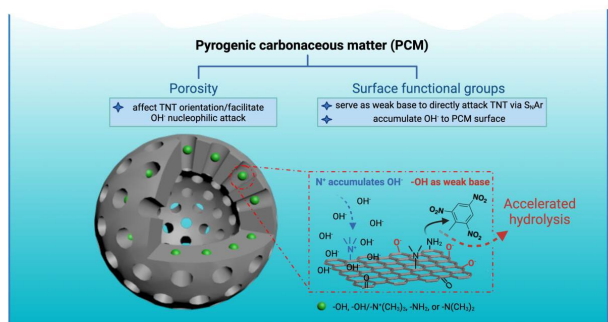 Pyrogenic carbonaceous matter (PCM)
Porosity
affect TNT orientation/facilitate
OH⁻ nucleophilic attack
Surface functional groups
serve as weak base to directly attack TNT via SNAr
accumulate OH⁻ to PCM surface
N⁺ accumulates OH⁻ -OH as weak base
NO₂
O₂N
NO₂
Accelerated
hydrolysis
OH⁻
OH⁻
OH⁻
OH⁻
OH⁻
OH⁻
OH⁻
OH
OH
OH
N⁺
N
NH₂
O⁻
O⁻
O⁻
O
O
-OH, -OH/-N⁺(CH₃)₃, -NH₂, or -N(CH₃)₂